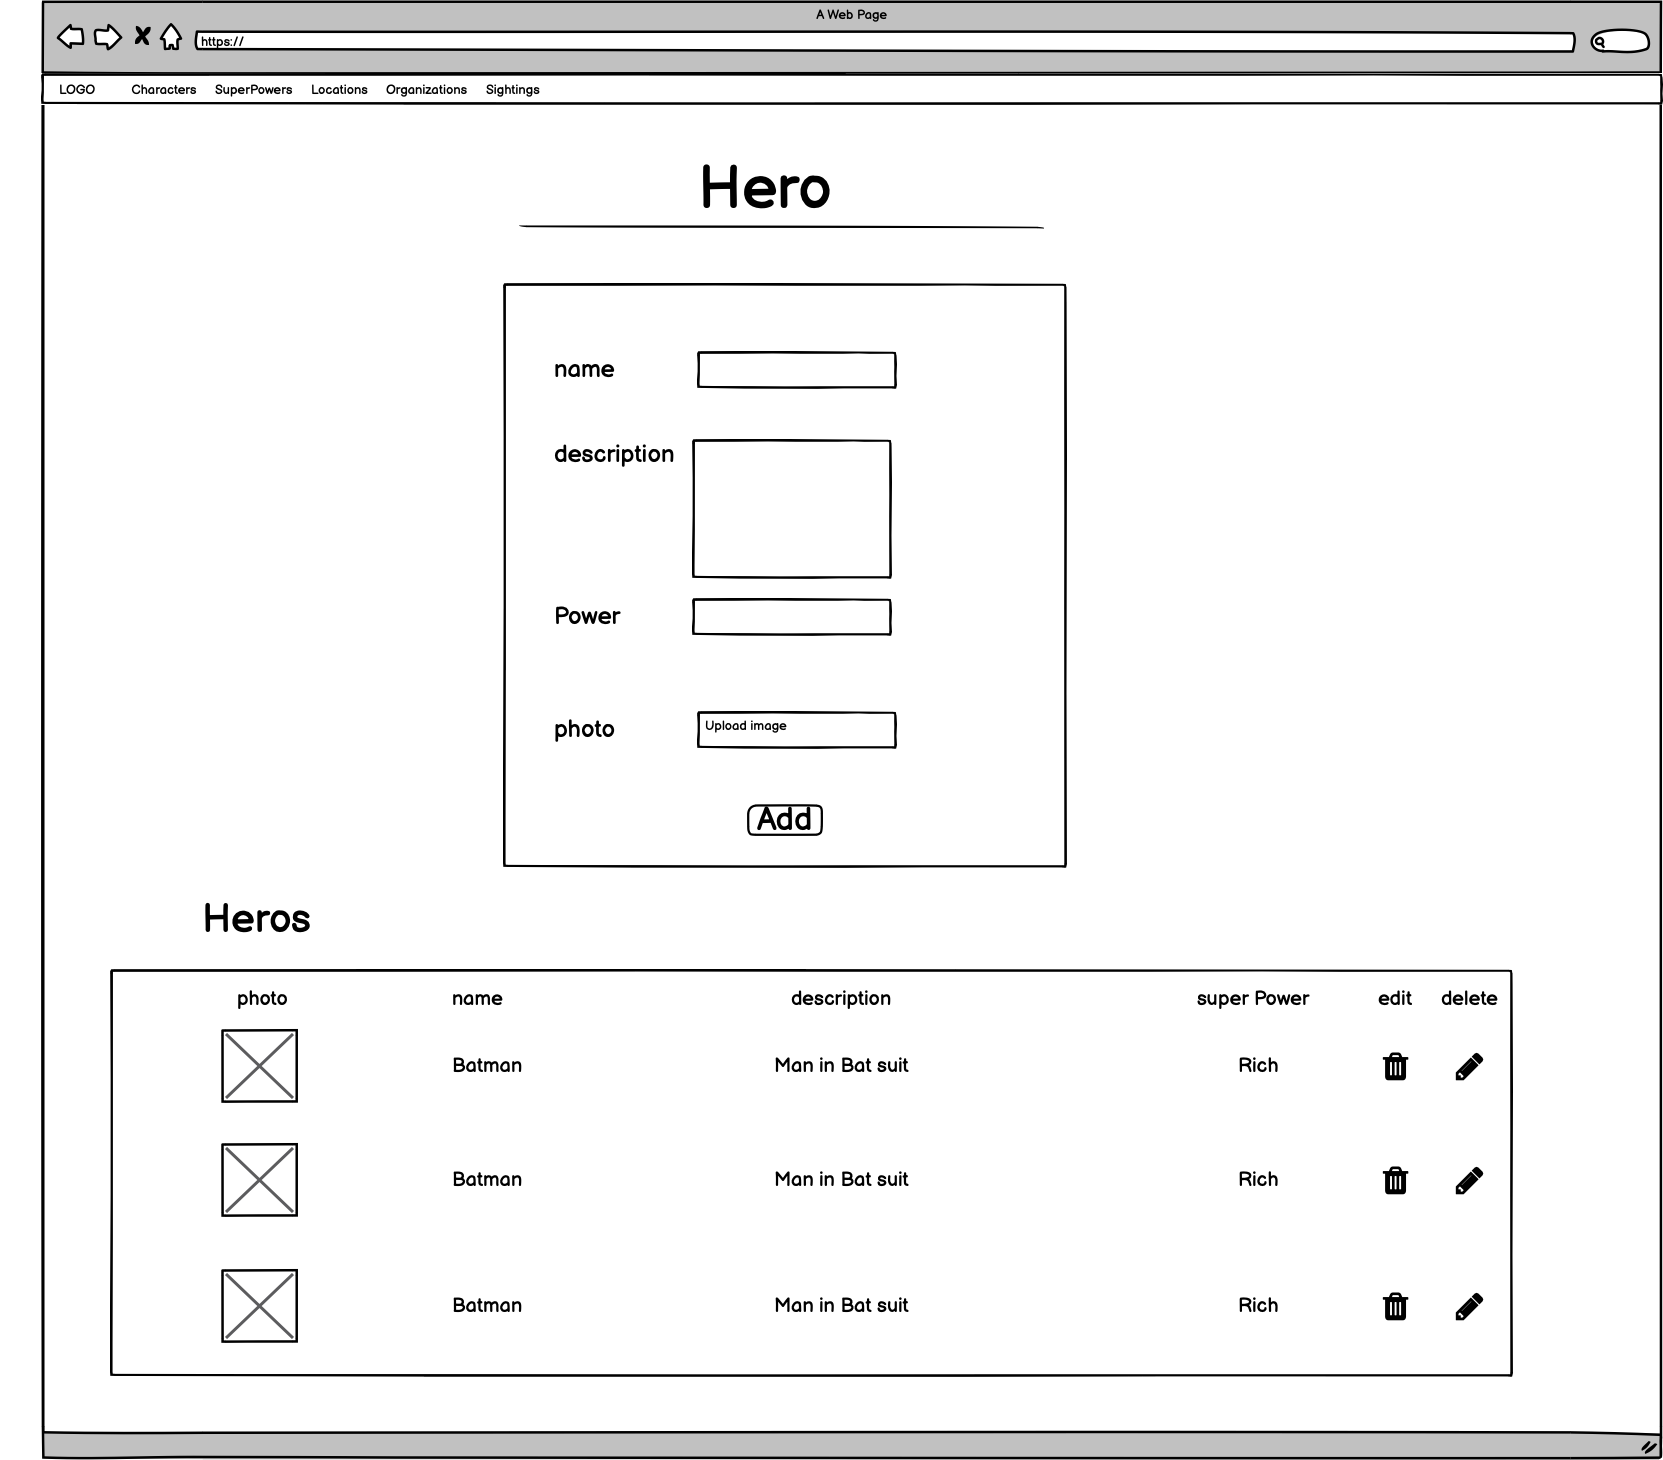 A Web Page
https://
LOGO Characters SuperPowers Locations Organizations Sightings
Hero
name
description
Power
photo Upload image
Add
Heros
photo name description super Power edit delete
Batman Man in Bat suit Rich
Batman Man in Bat suit Rich
Batman Man in Bat suit Rich